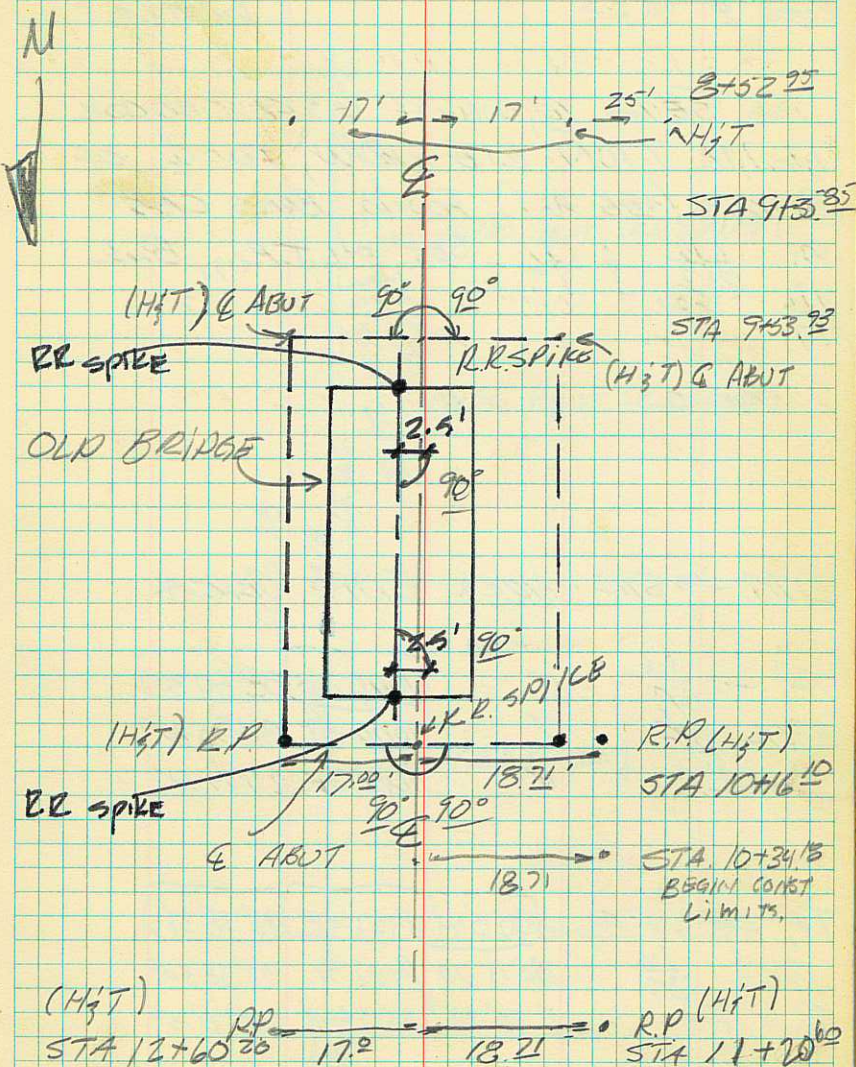 N
8+52 95
17' 17' 25'
H&T
℄
STA 9+35.85
(H&T) ℄ ABUT 90° 90°
STA 9+53.93
RR SPIKE R.R. SPIKE (H&T) ℄ ABUT
2.5'
OLD BRIDGE
90°
2.5' 90°
R.R. SPIKE
(H&T) R.P. R.P. (H&T)
17.00' 18.71' STA 10+16 10
RR SPIKE 90° ℄ 90°
℄ ABUT STA. 10+34 18
18.71 BEGIN CONST
Limits.
(H&T) (H&T)
R.P. R.P
STA 12+60 20 17.0 18.71 STA 11+20 60